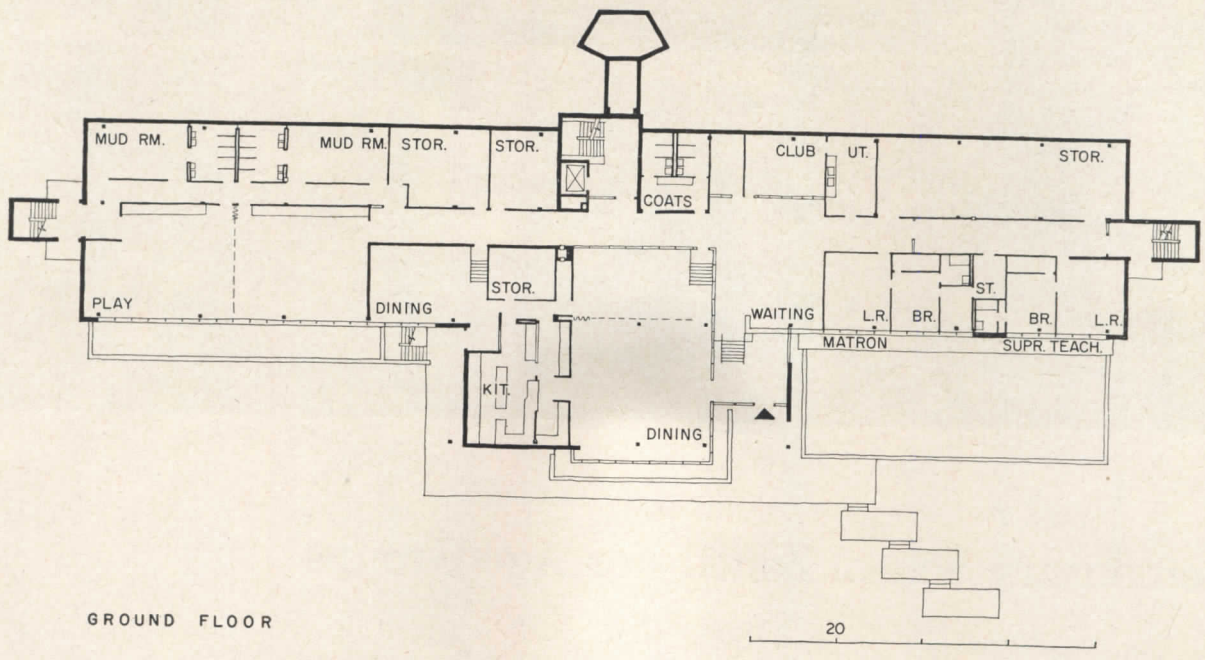 MUD RM.
MUD RM.
STOR.
STOR.
CLUB
UT.
STOR.
COATS
PLAY
DINING
STOR.
WAITING
L.R.
BR.
ST.
BR.
L.R.
MATRON
SUPR. TEACH.
KIT.
DINING
GROUND FLOOR
20